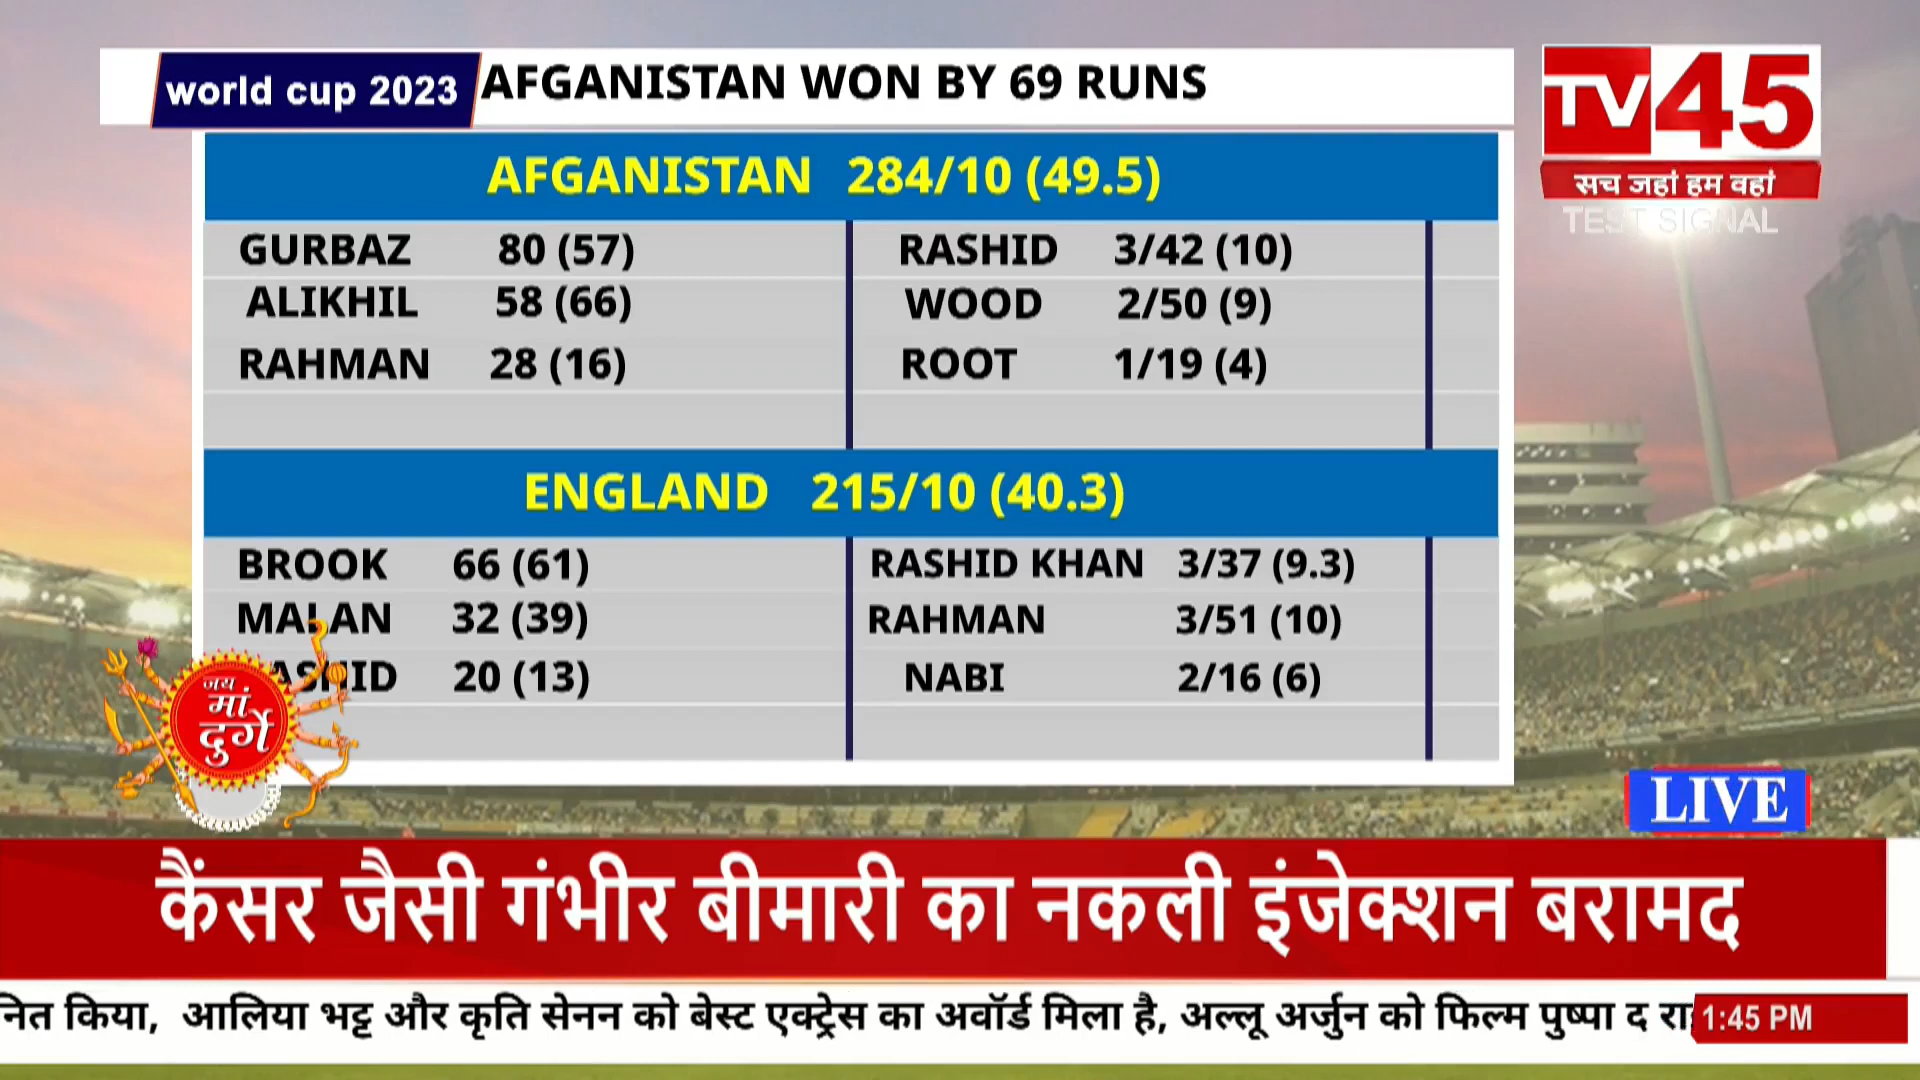 world cup 2023 AFGANISTAN WON BY 69 RUNS
TV45
सच जहां हम वहां
TEST SIGNAL
AFGANISTAN 284/10 (49.5)
GURBAZ 80 (57) RASHID 3/42 (10)
ALIKHIL 58 (66) WOOD 2/50 (9)
RAHMAN 28 (16) ROOT 1/19 (4)
ENGLAND 215/10 (40.3)
BROOK 66 (61) RASHID KHAN 3/37 (9.3)
MALAN 32 (39) RAHMAN 3/51 (10)
20 (13) NABI 2/16 (6)
जय
मां
दुर्गे
LIVE
कैंसर जैसी गंभीर बीमारी का नकली इंजेक्शन बरामद
किया, आलिया भट्ट और कृति सेनन को बेस्ट एक्ट्रेस का अवॉर्ड मिला है, अल्लू अर्जुन को फिल्म पुष्पा द 1:45 PM